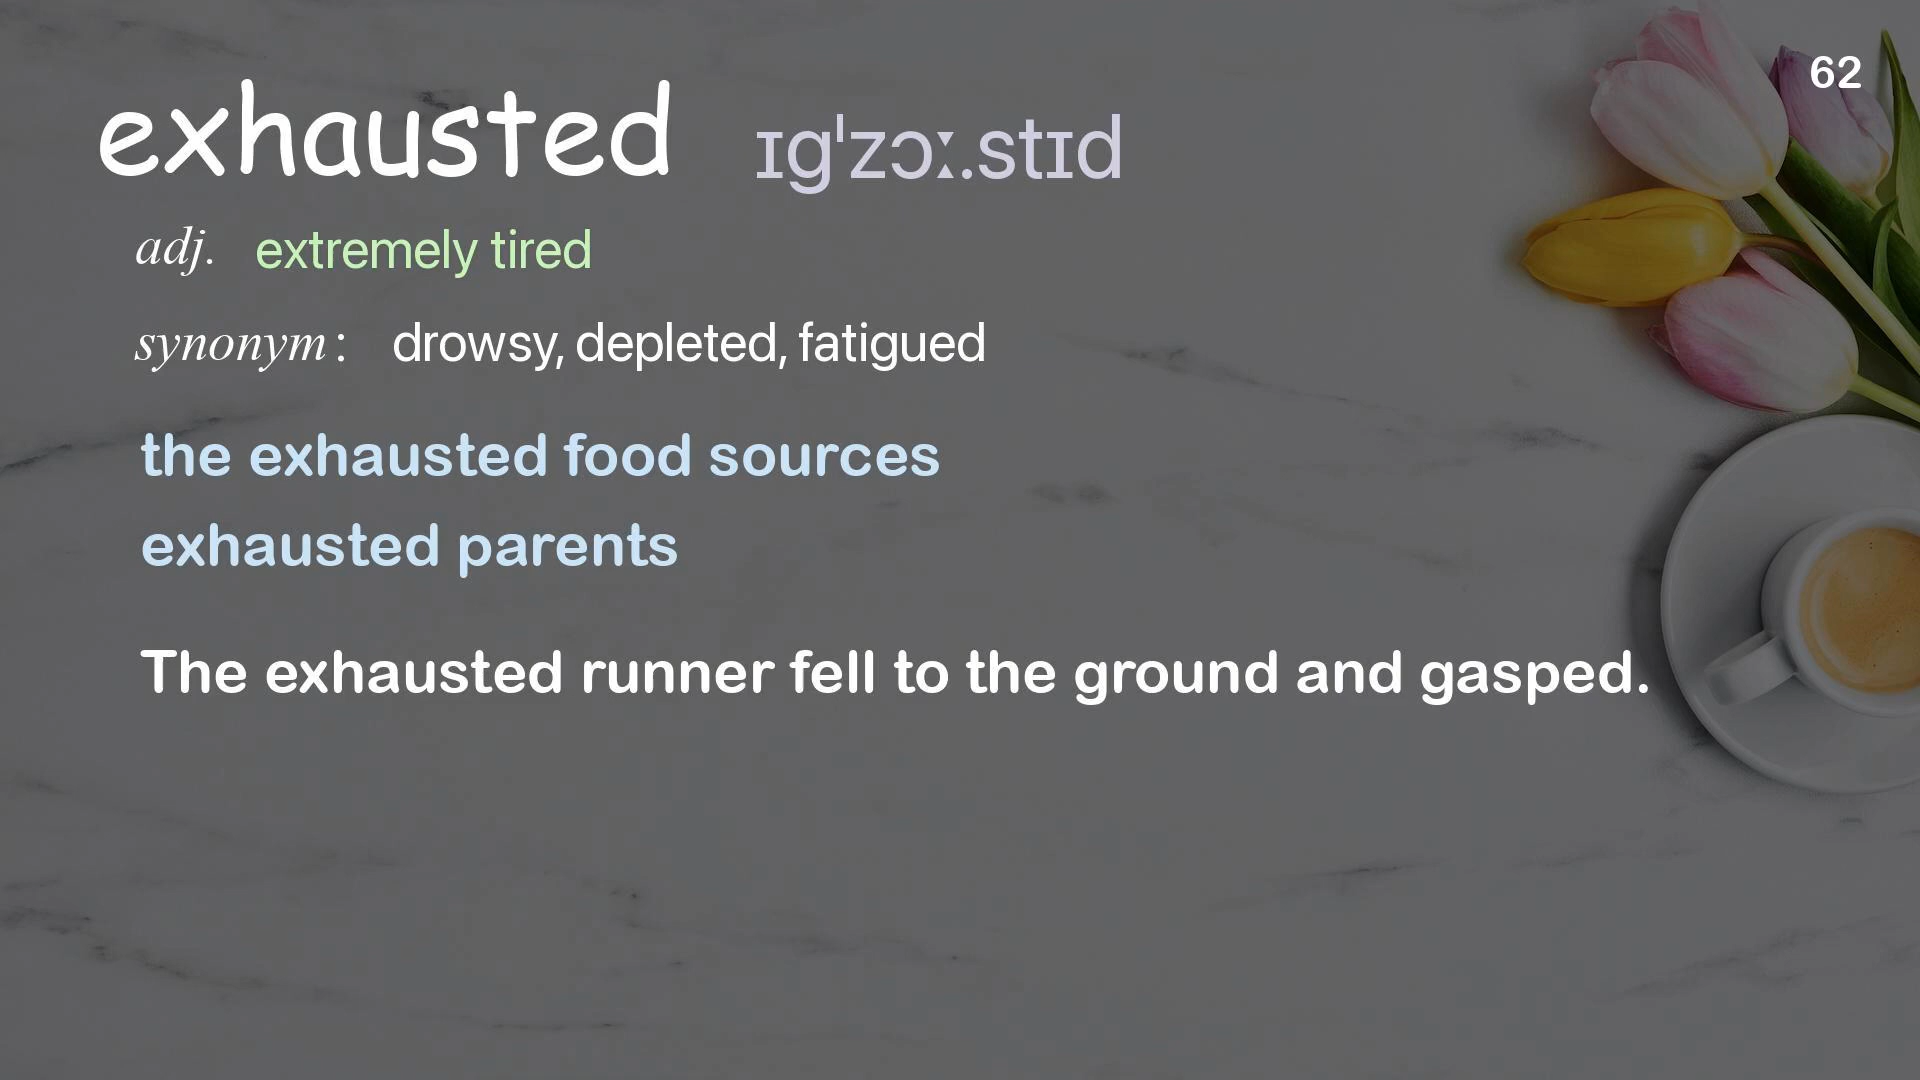 62
exhausted ɪɡˈzɔː.stɪd
adj. extremely tired
synonym : drowsy, depleted, fatigued
the exhausted food sources
exhausted parents
The exhausted runner fell to the ground and gasped.